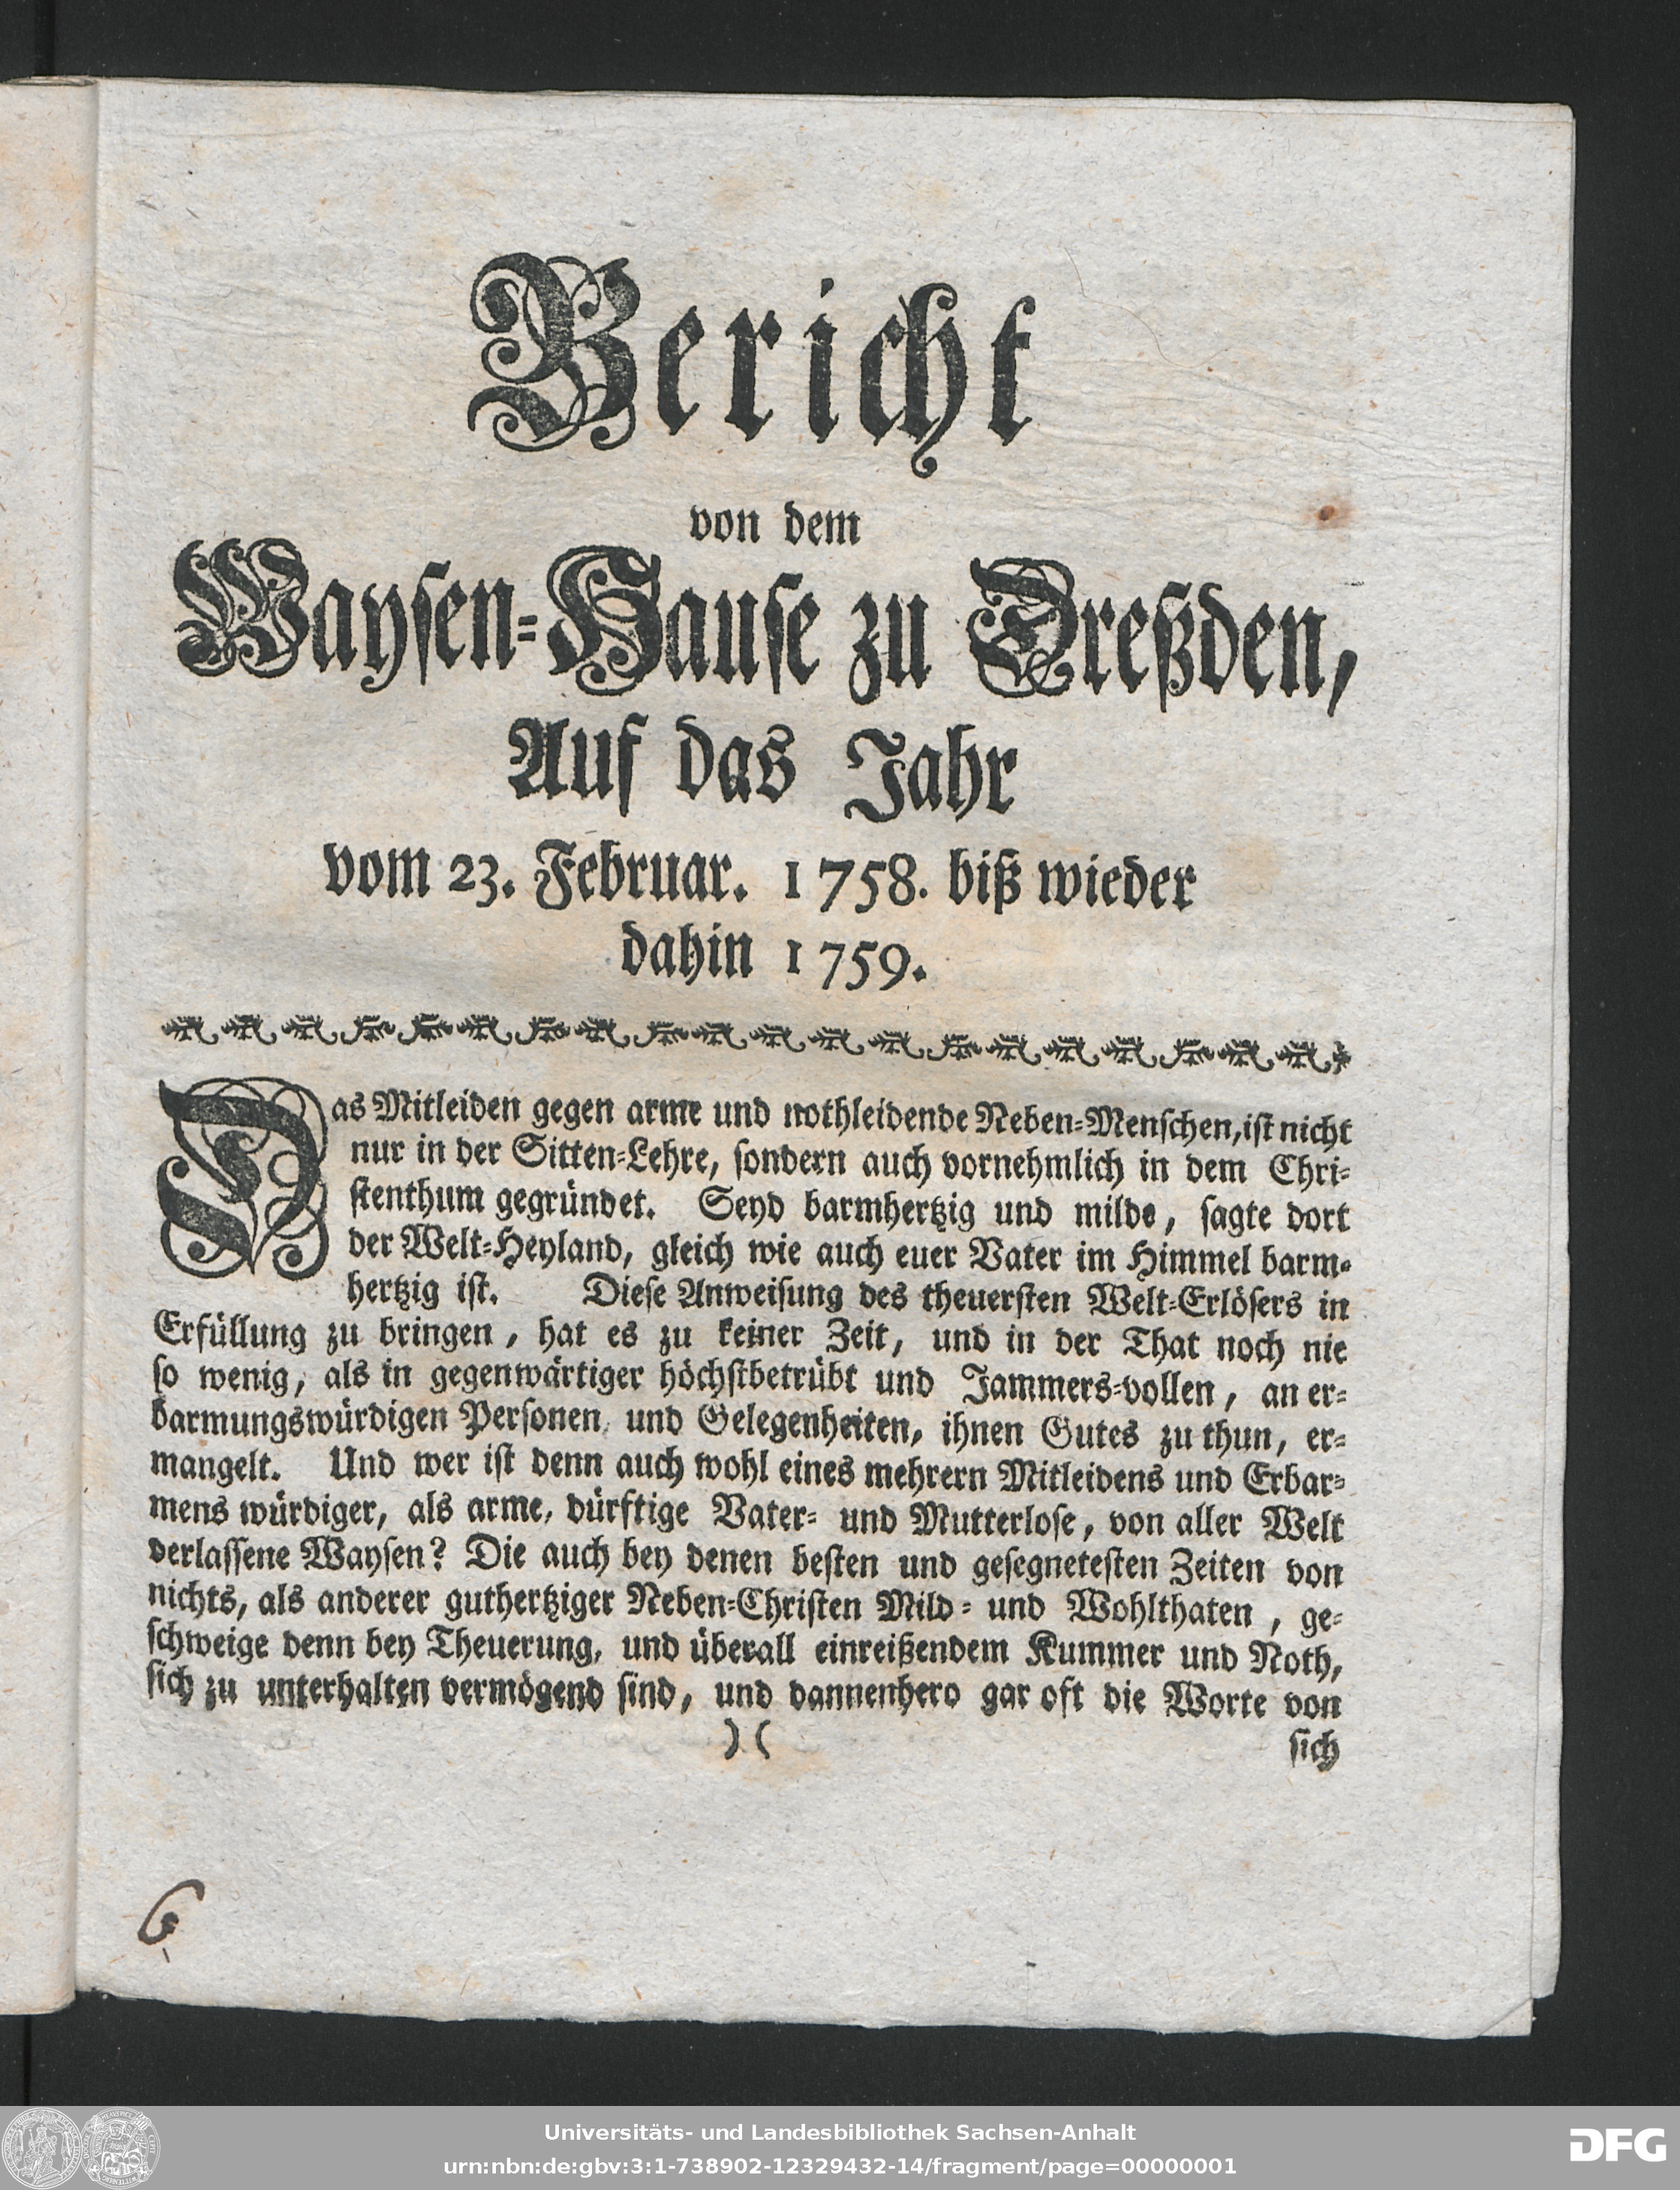 Bericht
von dem
Waysen-Hause zu Dreßden,
Auf das Jahr
vom 23. Februar. 1758. biß wieder
dahin 1759.
Das Mitleiden gegen arme und nothleidende Neben-Menschen, ist nicht
nur in der Sitten-Lehre, sondern auch vornehmlich in dem Chri-
stenthum gegründet. Seyd barmhertzig und milde, sagte dort
der Welt-Heyland, gleich wie auch euer Vater im Himmel barm-
hertzig ist. Diese Anweisung des theuersten Welt-Erlösers in
Erfüllung zu bringen, hat es zu keiner Zeit, und in der That noch nie
so wenig, als in gegenwärtiger höchstbetrübt und Jammers-vollen, an er-
barmungswürdigen Personen, und Gelegenheiten, ihnen Gutes zu thun, er-
mangelt. Und wer ist denn auch wohl eines mehrern Mitleidens und Erbar-
mens würdiger, als arme, dürftige Vater- und Mutterlose, von aller Welt
verlassene Waysen? Die auch bey denen besten und gesegnetesten Zeiten von
nichts, als anderer guthertziger Neben-Christen Mild- und Wohlthaten, ge-
schweige denn bey Theuerung, und überall einreißendem Kummer und Noth,
sich zu unterhalten vermögend sind, und dannenhero gar oft die Worte von
)(
sich
6
Universitäts- und Landesbibliothek Sachsen-Anhalt
urn:nbn:de:gbv:3:1-738902-12329432-14/fragment/page=00000001
DFG